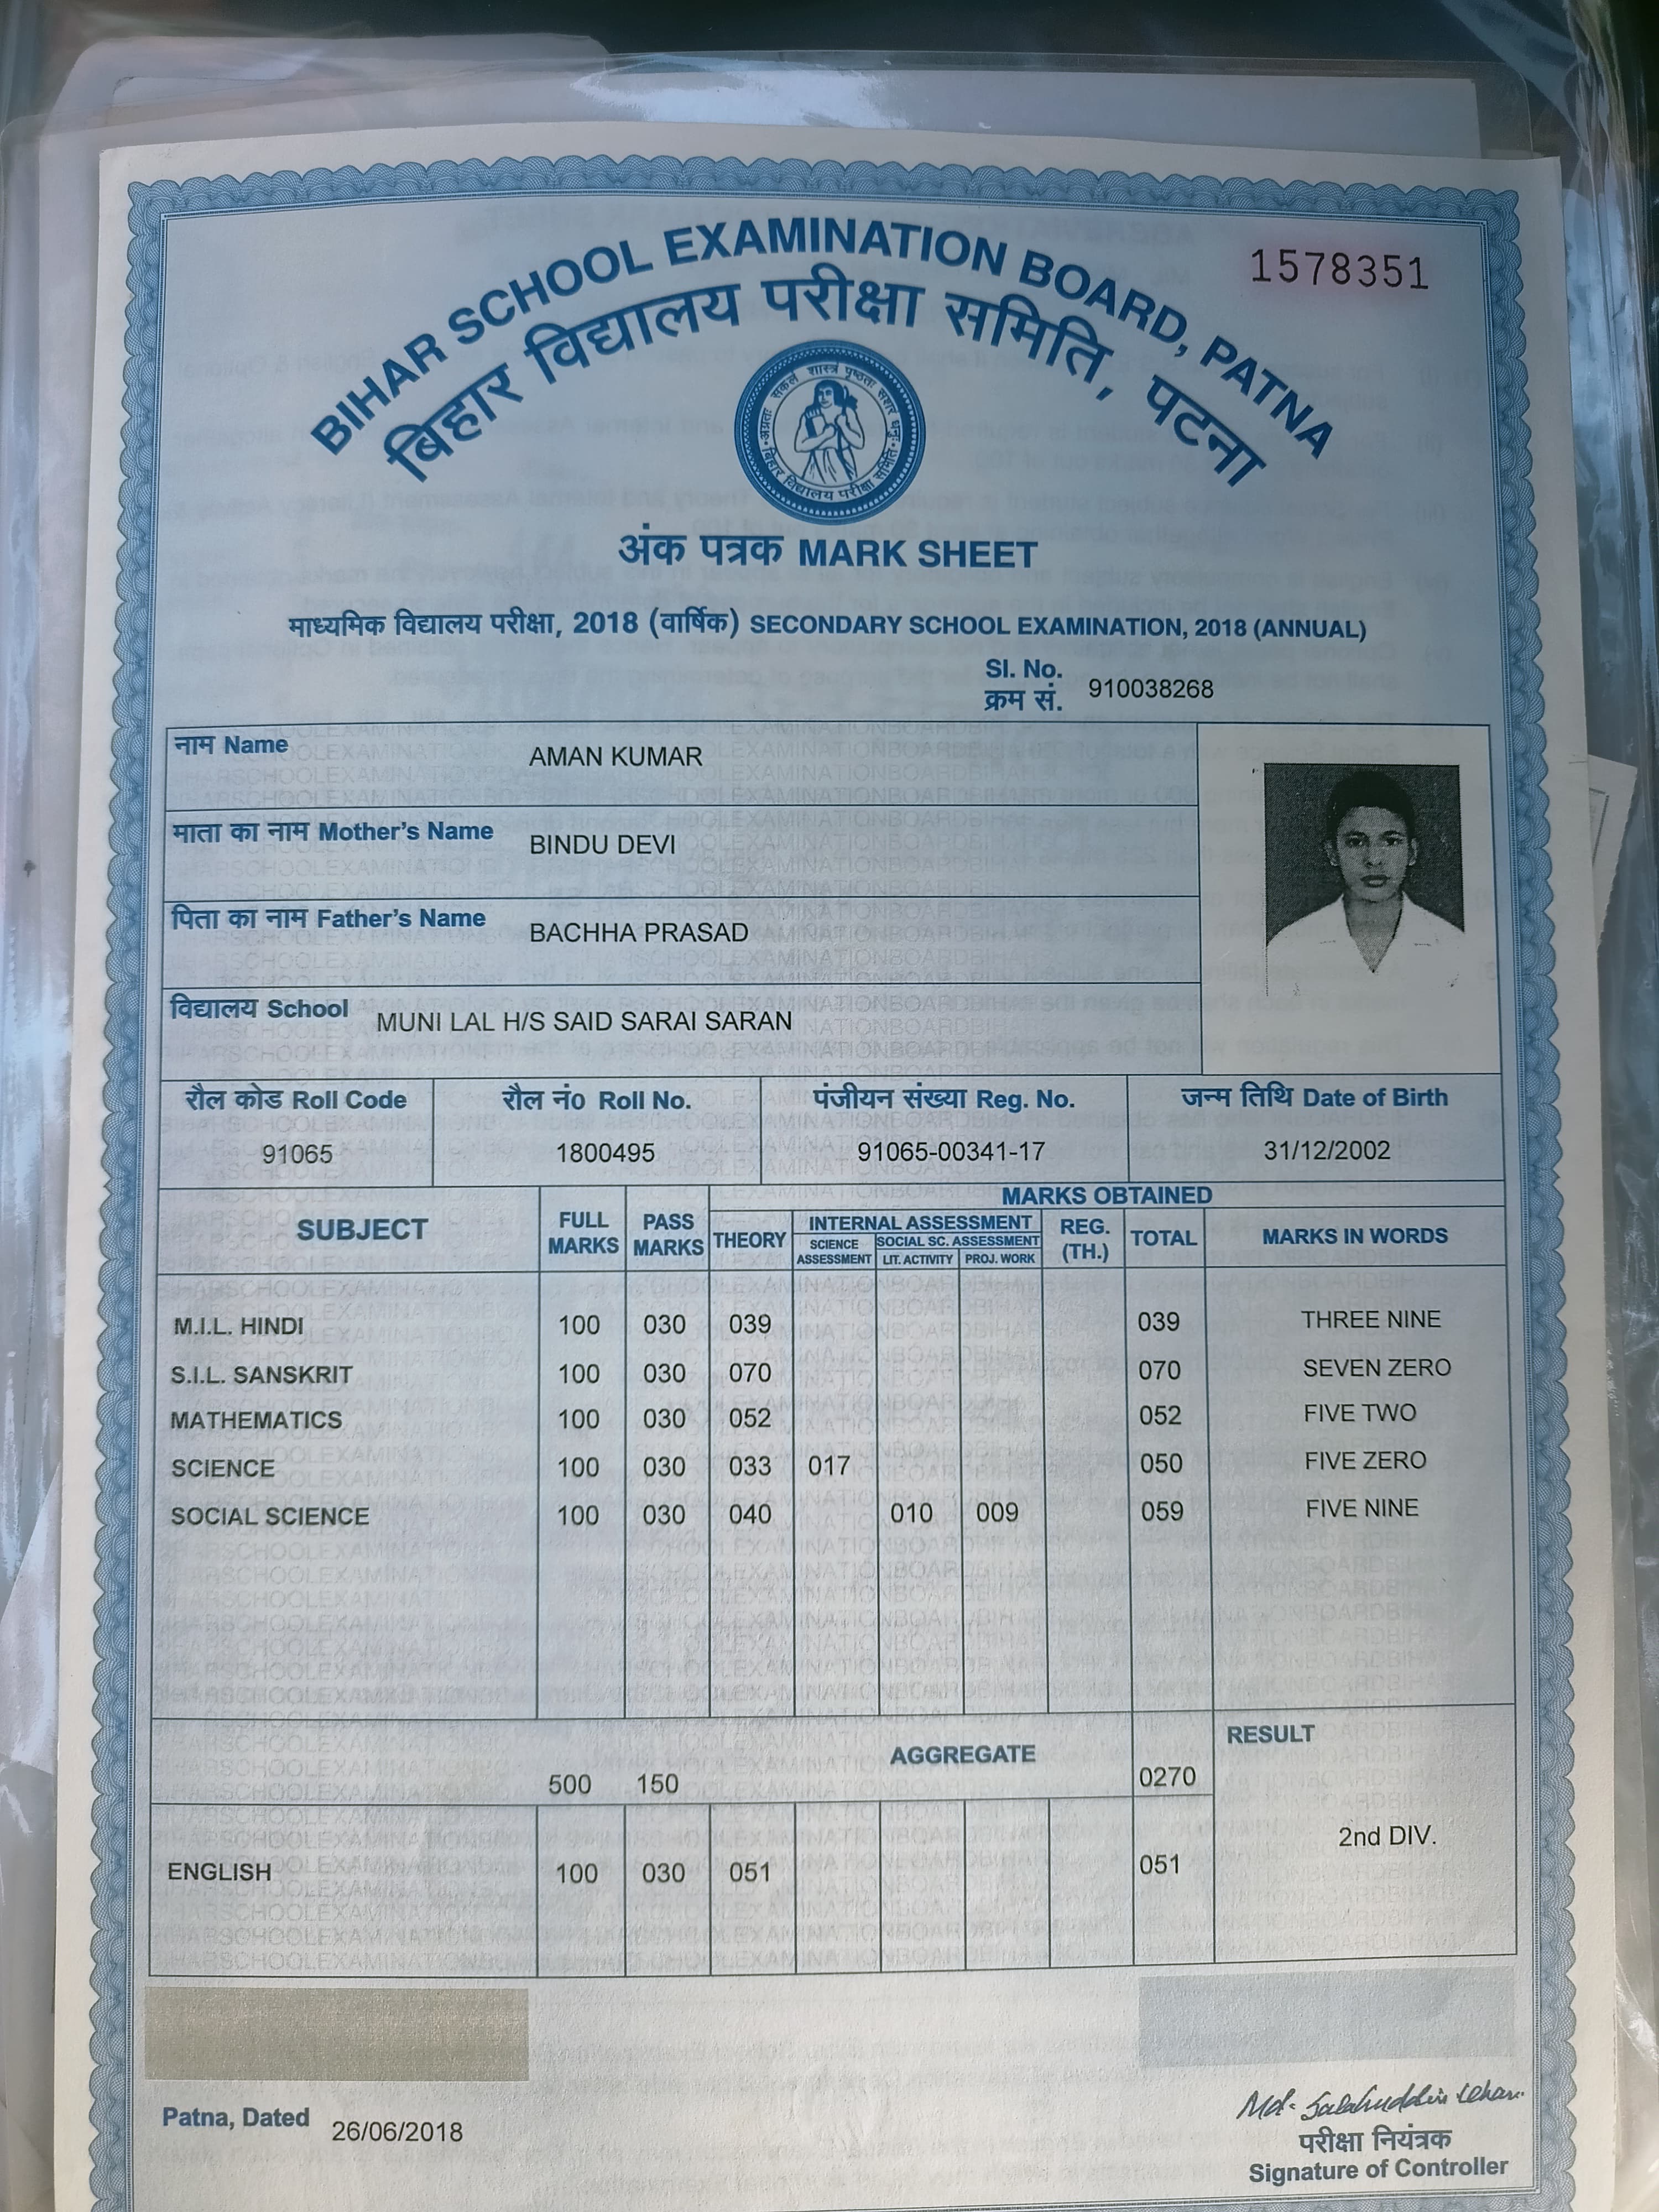 1578351
BIHAR SCHOOL EXAMINATION BOARD, PATNA
बिहार विद्यालय परीक्षा समिति, पटना
अंक पत्रक MARK SHEET
माध्यमिक विद्यालय परीक्षा, 2018 (वार्षिक) SECONDARY SCHOOL EXAMINATION, 2018 (ANNUAL)
Sl. No.
क्रम सं. 910038268
नाम Name AMAN KUMAR
माता का नाम Mother's Name BINDU DEVI
पिता का नाम Father's Name BACHHA PRASAD
विद्यालय School MUNI LAL H/S SAID SARAI SARAN
रौल कोड Roll Code रौल नं0 Roll No. पंजीयन संख्या Reg. No. जन्म तिथि Date of Birth
91065 1800495 91065-00341-17 31/12/2002
MARKS OBTAINED
SUBJECT FULL MARKS PASS MARKS THEORY INTERNAL ASSESSMENT REG. (TH.) TOTAL MARKS IN WORDS
SCIENCE ASSESSMENT SOCIAL SC. ASSESSMENT
LIT. ACTIVITY PROJ. WORK
M.I.L. HINDI 100 030 039 039 THREE NINE
S.I.L. SANSKRIT 100 030 070 070 SEVEN ZERO
MATHEMATICS 100 030 052 052 FIVE TWO
SCIENCE 100 030 033 017 050 FIVE ZERO
SOCIAL SCIENCE 100 030 040 010 009 059 FIVE NINE
AGGREGATE RESULT
500 150 0270
2nd DIV.
ENGLISH 100 030 051 051
Patna, Dated 26/06/2018
Md. Salahuddin Khan
परीक्षा नियंत्रक
Signature of Controller